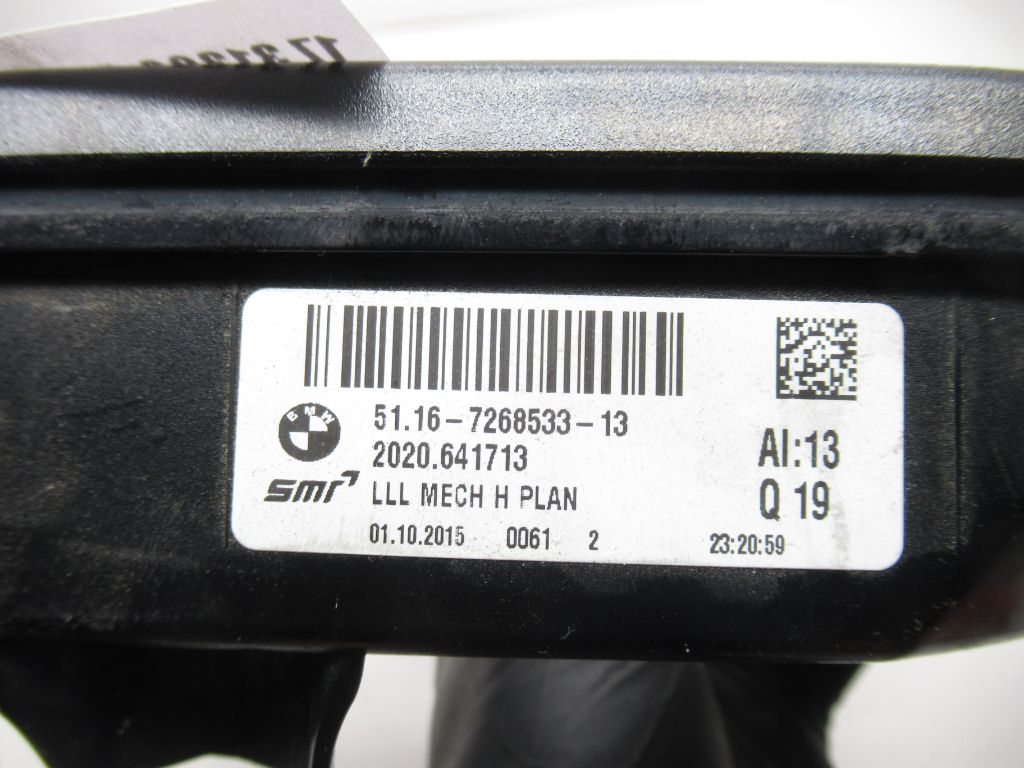 BMW
51.16-7268533-13
2020.641713
smr
LLL MECH H PLAN
01.10.2015 0061 2 23:20:59
AI:13
Q 19